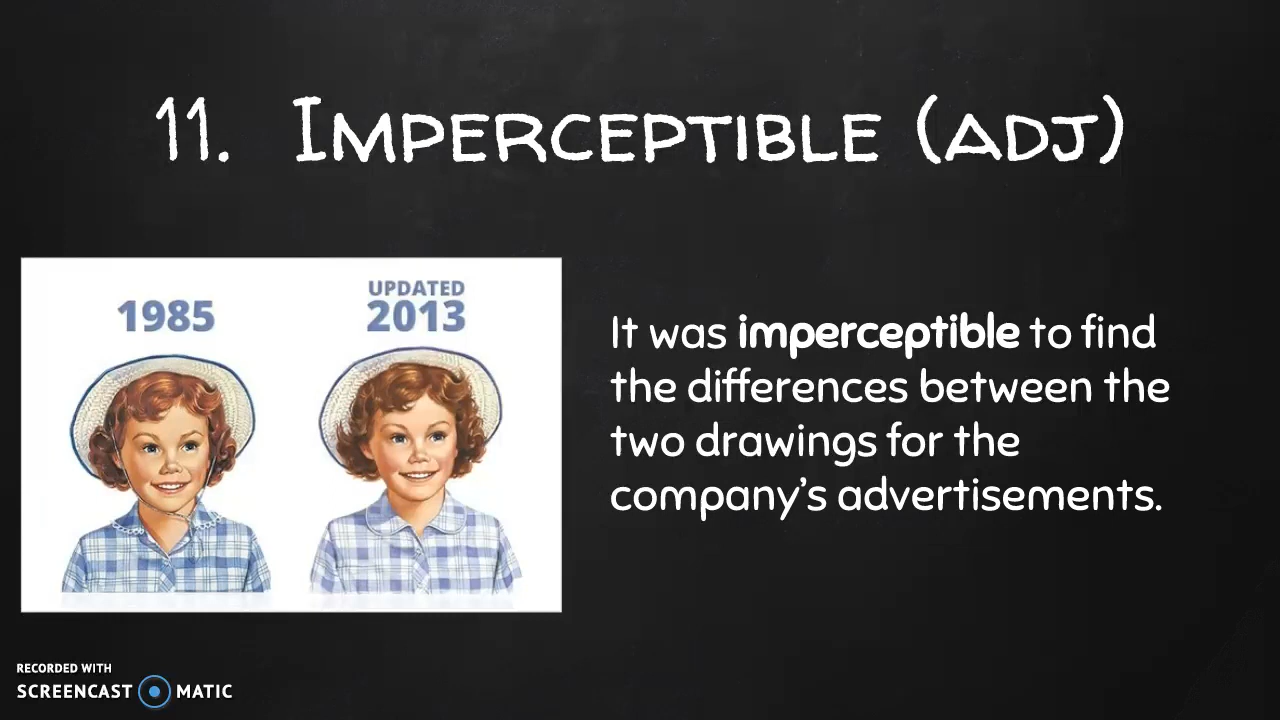 11. Imperceptible (adj)
1985
UPDATED
2013
It was imperceptible to find
the differences between the
two drawings for the
company’s advertisements.
RECORDED WITH
SCREENCAST MATIC